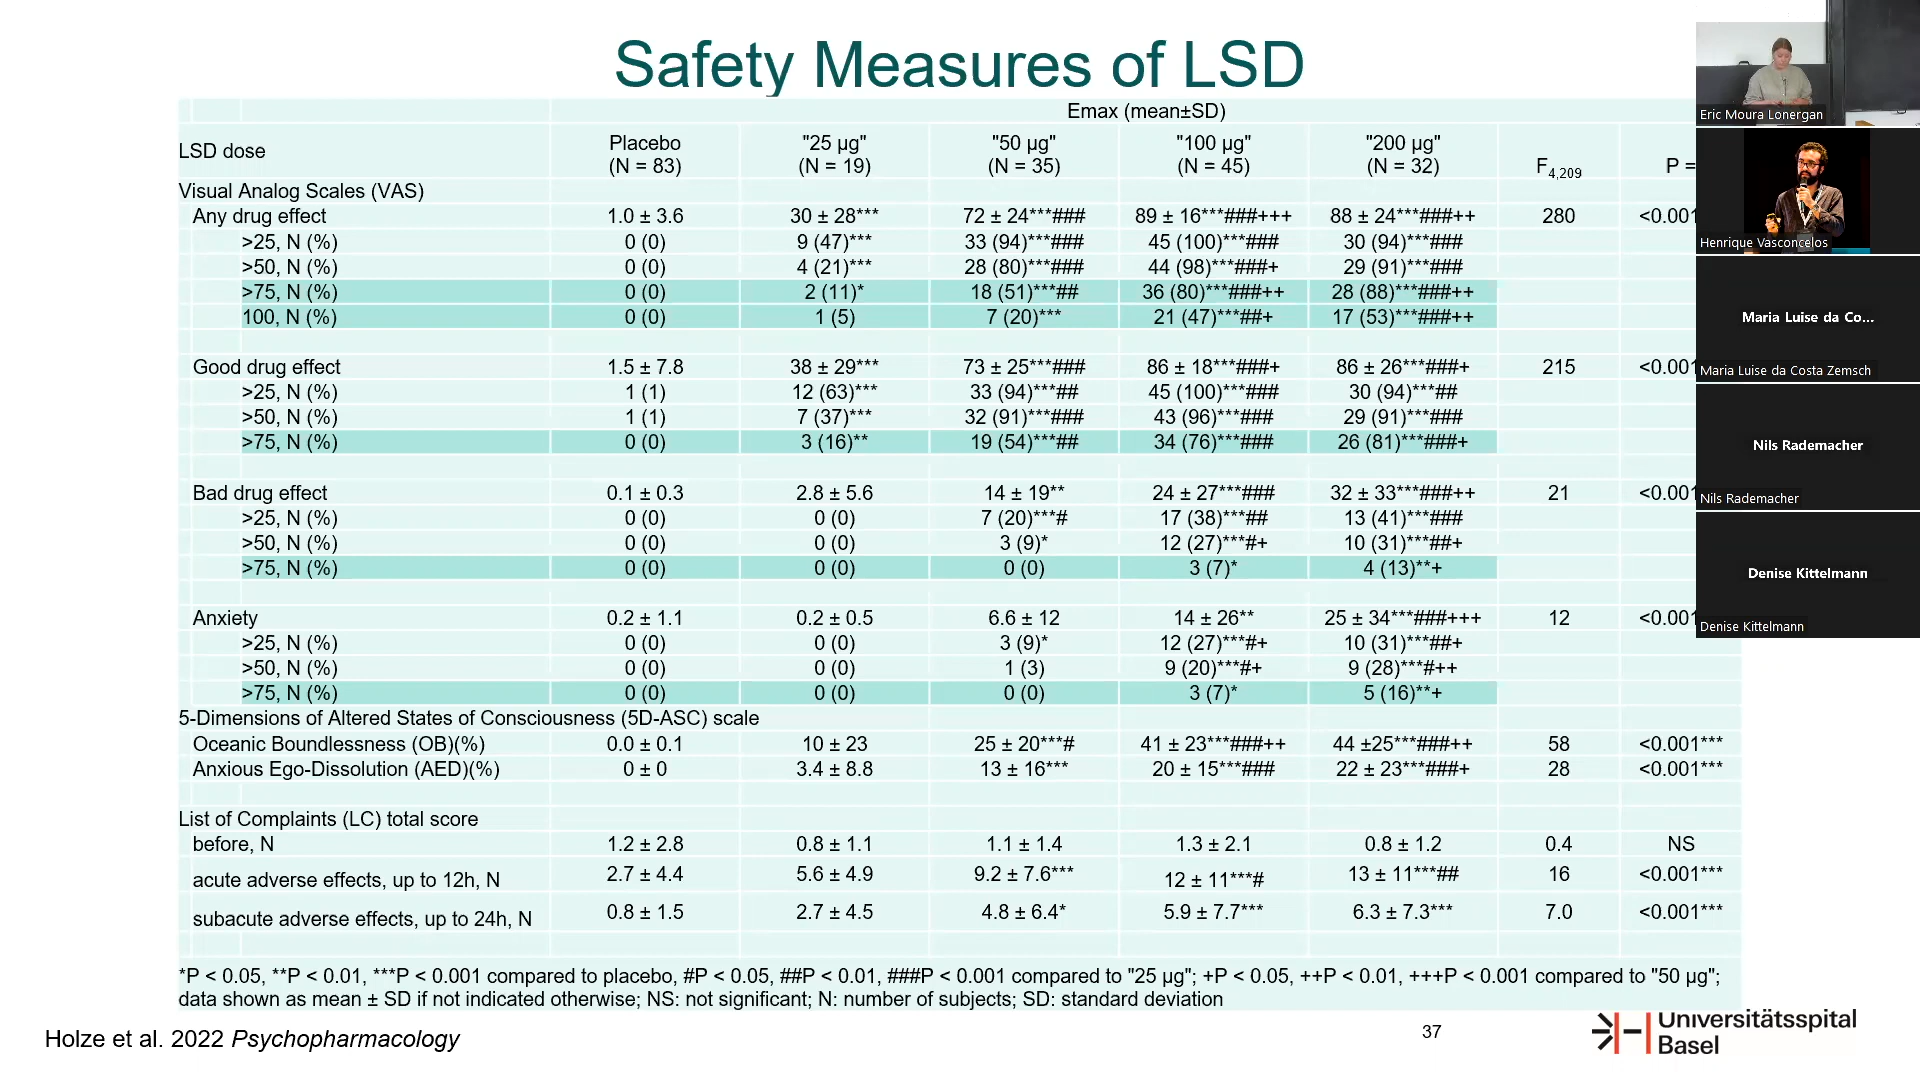 Safety Measures of LSD
Emax (mean±SD)
LSD dose Placebo (N = 83) "25 µg" (N = 19) "50 µg" (N = 35) "100 µg" (N = 45) "200 µg" (N = 32) F4,209 P =
Visual Analog Scales (VAS)
Any drug effect 1.0 ± 3.6 30 ± 28*** 72 ± 24***### 89 ± 16***###+++ 88 ± 24***###++ 280 <0.001
>25, N (%) 0 (0) 9 (47)*** 33 (94)***### 45 (100)***### 30 (94)***###
>50, N (%) 0 (0) 4 (21)*** 28 (80)***### 44 (98)***###+ 29 (91)***###
>75, N (%) 0 (0) 2 (11)* 18 (51)***## 36 (80)***###++ 28 (88)***###++
100, N (%) 0 (0) 1 (5) 7 (20)*** 21 (47)***##+ 17 (53)***###++
Good drug effect 1.5 ± 7.8 38 ± 29*** 73 ± 25***### 86 ± 18***###+ 86 ± 26***###+ 215 <0.001
>25, N (%) 1 (1) 12 (63)*** 33 (94)***## 45 (100)***### 30 (94)***##
>50, N (%) 1 (1) 7 (37)*** 32 (91)***### 43 (96)***### 29 (91)***###
>75, N (%) 0 (0) 3 (16)** 19 (54)***## 34 (76)***### 26 (81)***###+
Bad drug effect 0.1 ± 0.3 2.8 ± 5.6 14 ± 19** 24 ± 27***### 32 ± 33***###++ 21 <0.001
>25, N (%) 0 (0) 0 (0) 7 (20)***# 17 (38)***## 13 (41)***###
>50, N (%) 0 (0) 0 (0) 3 (9)* 12 (27)***#+ 10 (31)***##+
>75, N (%) 0 (0) 0 (0) 0 (0) 3 (7)* 4 (13)**+
Anxiety 0.2 ± 1.1 0.2 ± 0.5 6.6 ± 12 14 ± 26** 25 ± 34***###+++ 12 <0.001
>25, N (%) 0 (0) 0 (0) 3 (9)* 12 (27)***#+ 10 (31)***##+
>50, N (%) 0 (0) 0 (0) 1 (3) 9 (20)***#+ 9 (28)***#++
>75, N (%) 0 (0) 0 (0) 0 (0) 3 (7)* 5 (16)**+
5-Dimensions of Altered States of Consciousness (5D-ASC) scale
Oceanic Boundlessness (OB)(%) 0.0 ± 0.1 10 ± 23 25 ± 20***# 41 ± 23***###++ 44 ±25***###++ 58 <0.001***
Anxious Ego-Dissolution (AED)(%) 0 ± 0 3.4 ± 8.8 13 ± 16*** 20 ± 15***### 22 ± 23***###+ 28 <0.001***
List of Complaints (LC) total score
before, N 1.2 ± 2.8 0.8 ± 1.1 1.1 ± 1.4 1.3 ± 2.1 0.8 ± 1.2 0.4 NS
acute adverse effects, up to 12h, N 2.7 ± 4.4 5.6 ± 4.9 9.2 ± 7.6*** 12 ± 11***# 13 ± 11***## 16 <0.001***
subacute adverse effects, up to 24h, N 0.8 ± 1.5 2.7 ± 4.5 4.8 ± 6.4* 5.9 ± 7.7*** 6.3 ± 7.3*** 7.0 <0.001***
*P < 0.05, **P < 0.01, ***P < 0.001 compared to placebo, #P < 0.05, ##P < 0.01, ###P < 0.001 compared to "25 µg"; +P < 0.05, ++P < 0.01, +++P < 0.001 compared to "50 µg";
data shown as mean ± SD if not indicated otherwise; NS: not significant; N: number of subjects; SD: standard deviation
Holze et al. 2022 Psychopharmacology
37
Universitätsspital
Basel
Eric Moura Lonergan
Henrique Vasconcelos
Maria Luise da Co...
Maria Luise da Costa Zemsch
Nils Rademacher
Nils Rademacher
Denise Kittelmann
Denise Kittelmann